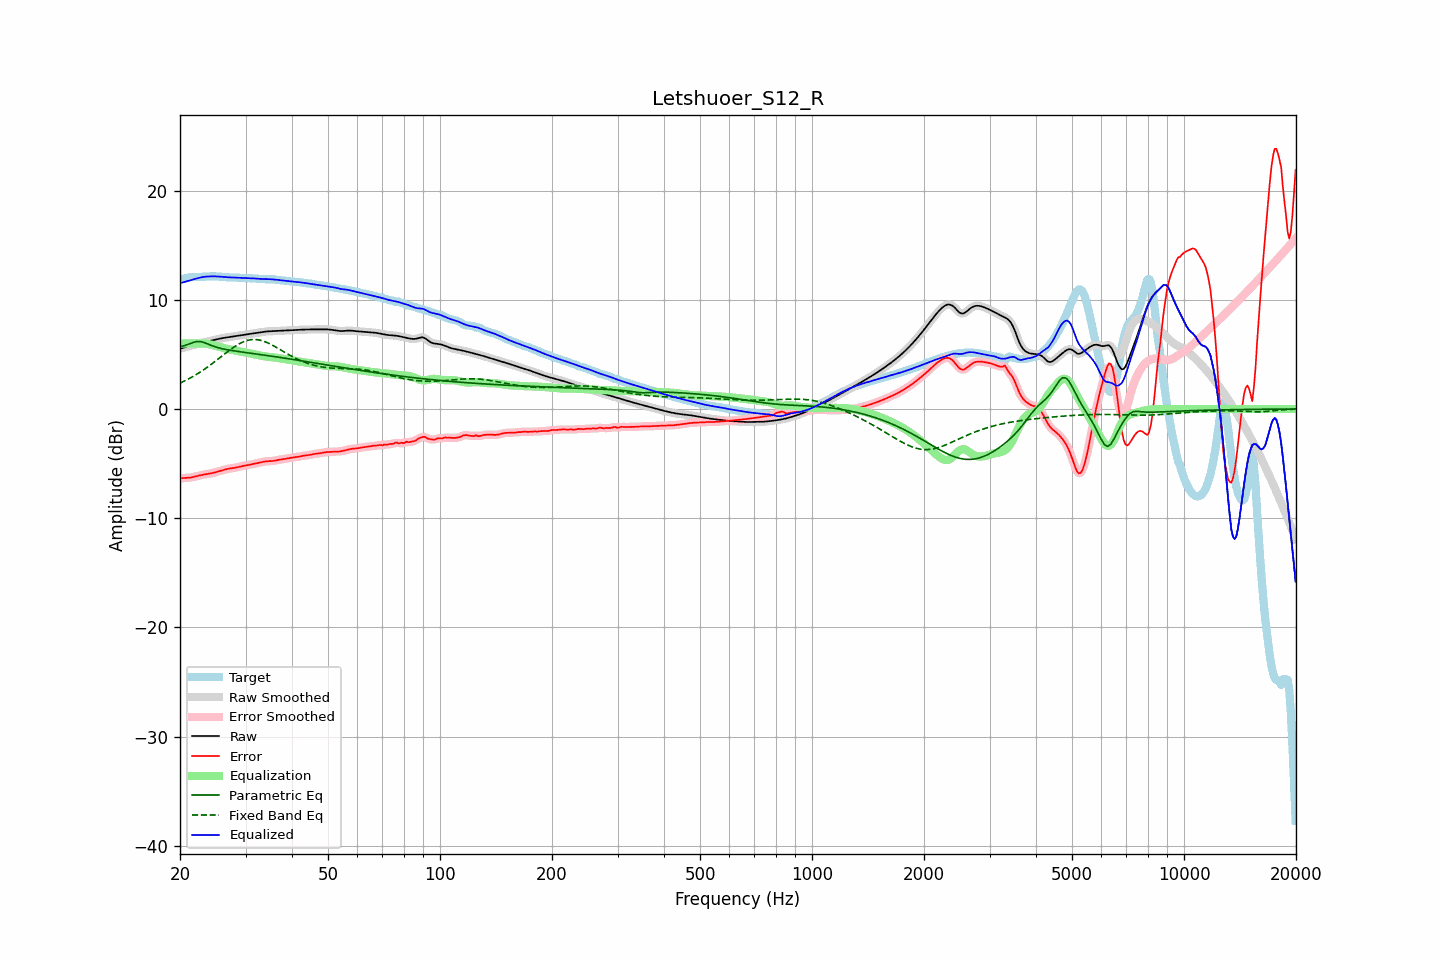 Letshuoer_S12_R
Amplitude (dBr)
20
10
0
−10
−20
−30
−40
Target
Raw Smoothed
Error Smoothed
Raw
Error
Equalization
Parametric Eq
Fixed Band Eq
Equalized
20 50 100 200 500 1000 2000 5000 10000 20000
Frequency (Hz)